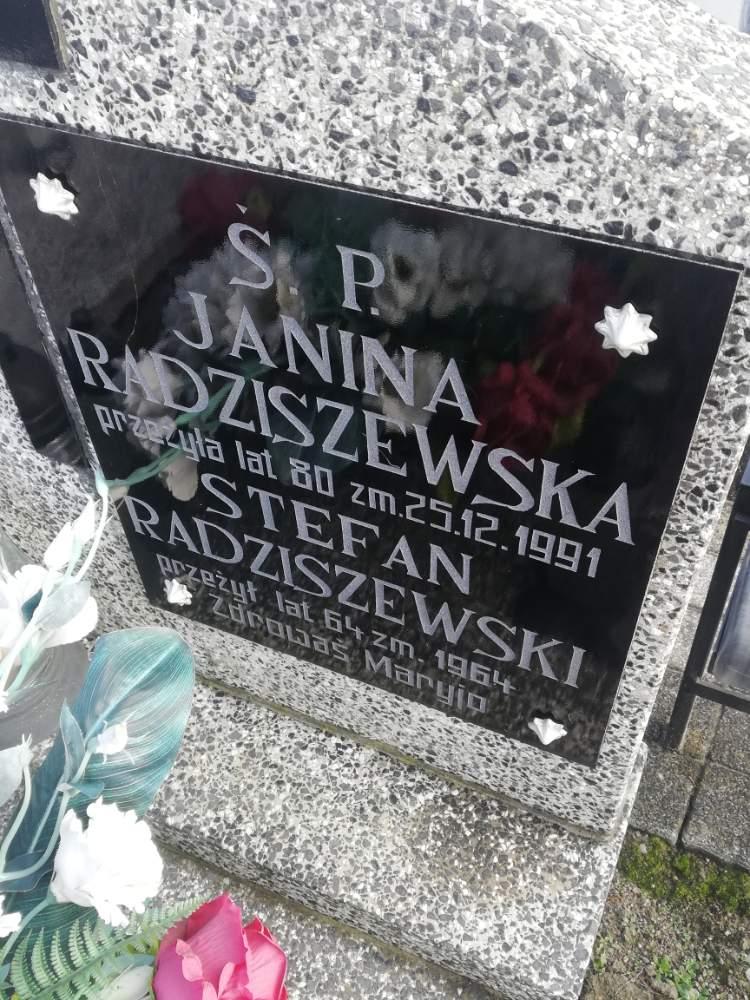 Ś. P.
JANINA
RADZISZEWSKA
przeżyła lat 80 zm. 25.12.1991
STEFAN
RADZISZEWSKI
przeżył lat 64 zm. 1964
Zdrowaś Maryjo